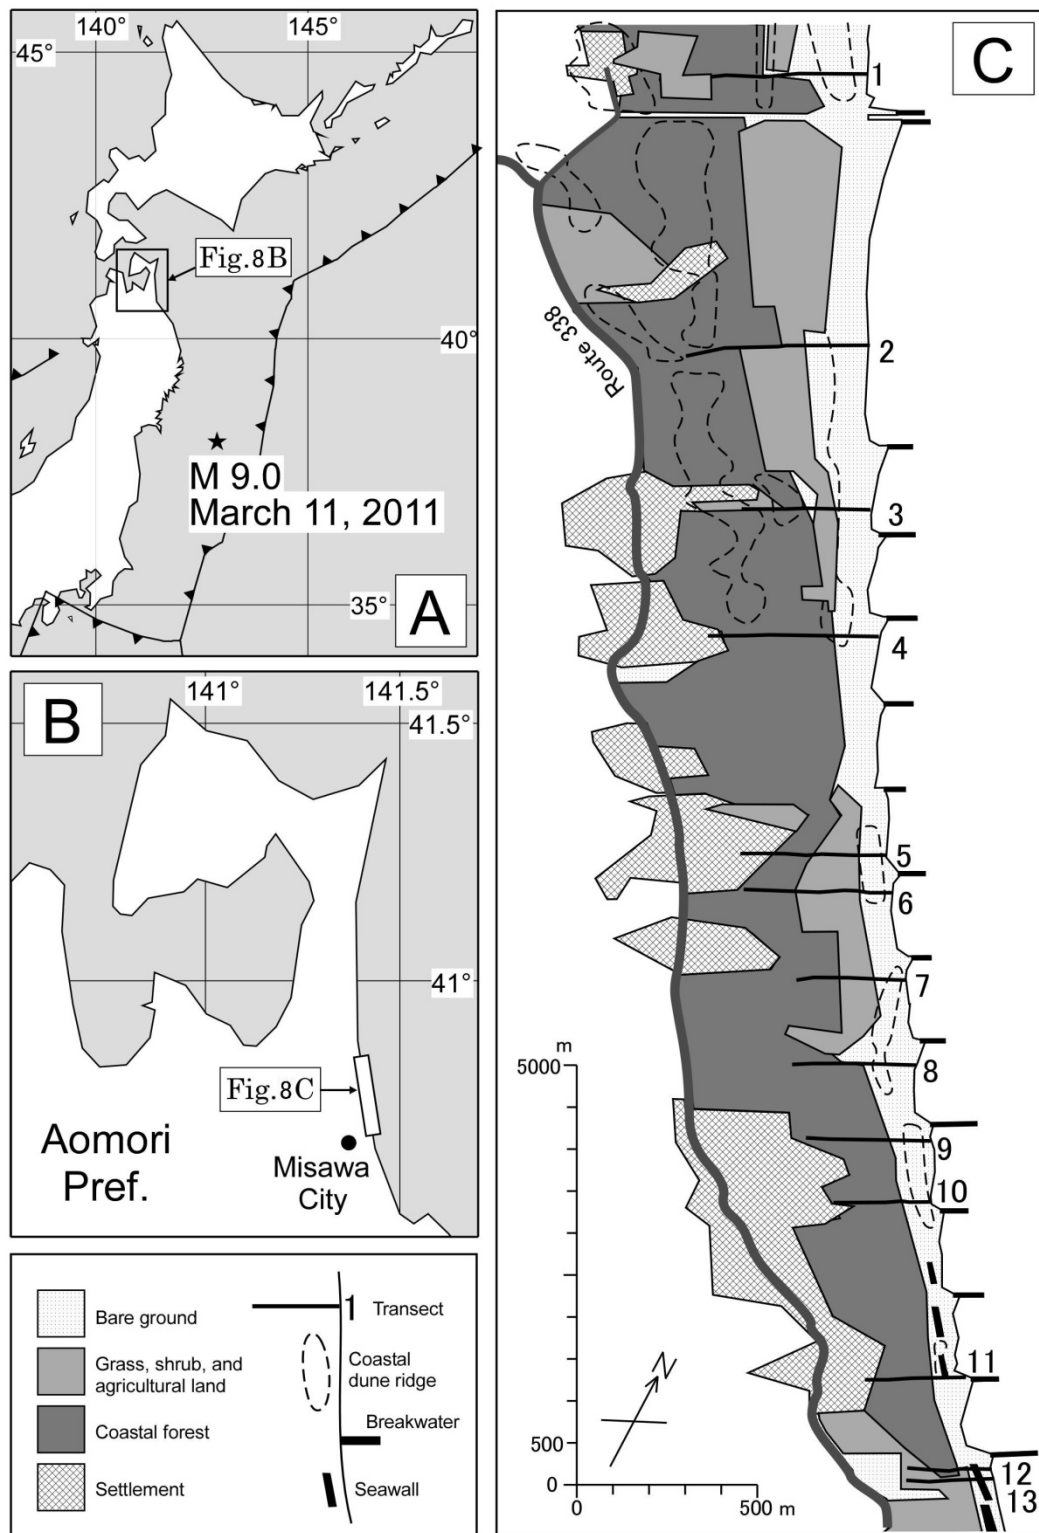 140°
145°
45°
Fig.8B
40°
M 9.0
March 11, 2011
35°
A
B
141°
141.5°
41.5°
41°
Fig.8C
Aomori
Pref.
Misawa
City
Bare ground
Grass, shrub, and
agricultural land
Coastal forest
Settlement
1 Transect
Coastal
dune ridge
Breakwater
Seawall
C
1
Route 338
2
3
4
5
6
7
8
9
10
11
12
13
m
5000
500
0
0
500 m
N